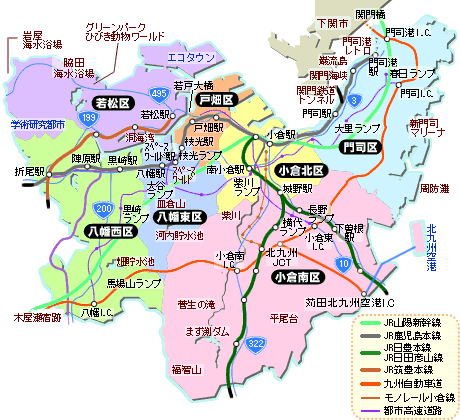 関門橋
下関市
グリーンパーク
ひびき動物ワールド
岩屋
海水浴場
門司港I.C
門司港
レトロ
巌流島
門司港
駅
脇田
海水浴場
エコタウン
関門海峡
春日ランプ
若戸大橋
関門鉄道
トンネル
門司I.C
495
戸畑区
3
若松区
若松駅
門司駅
199
新門司
マリーナ
学術研究都市
戸畑駅
大里ランプ
洞海湾
小倉駅
枝光駅
門司区
スペース
ワールド駅
陣原駅
黒崎駅
枝光ランプ
小倉北区
折尾駅
八幡駅
スペース
ワールド
南小倉駅
大谷
ランプ
紫川
ランプ
城野駅
周防灘
皿倉山
200
黒崎
ランプ
八幡東区
長野
ランプ
紫川
横代
ランプ
下曽根
駅
八幡西区
河内貯水池
小倉東
I.C
北九州
空港
小倉南
I.C
北九州
JCT
畑貯水池
10
馬場山ランプ
小倉南区
苅田北九州空港I.C
菅生の滝
木屋瀬宿跡
八幡I.C
平尾台
ます渕ダム
322
福智山
JR山陽新幹線
JR鹿児島本線
JR日豊本線
JR日田彦山線
JR筑豊本線
九州自動車道
モノレール小倉線
都市高速道路